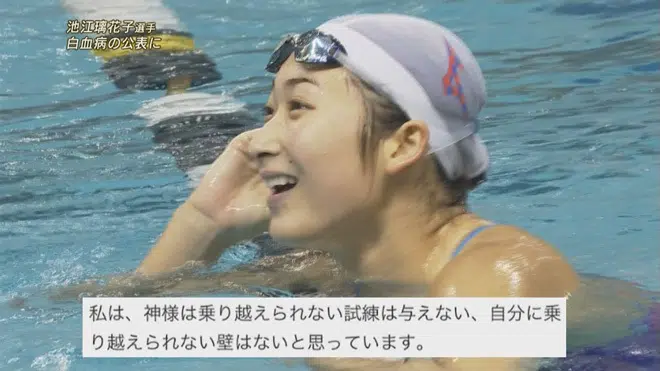 池江璃花子選手
白血病の公表に
私は、神様は乗り越えられない試練は与えない、自分に乗
り越えられない壁はないと思っています。